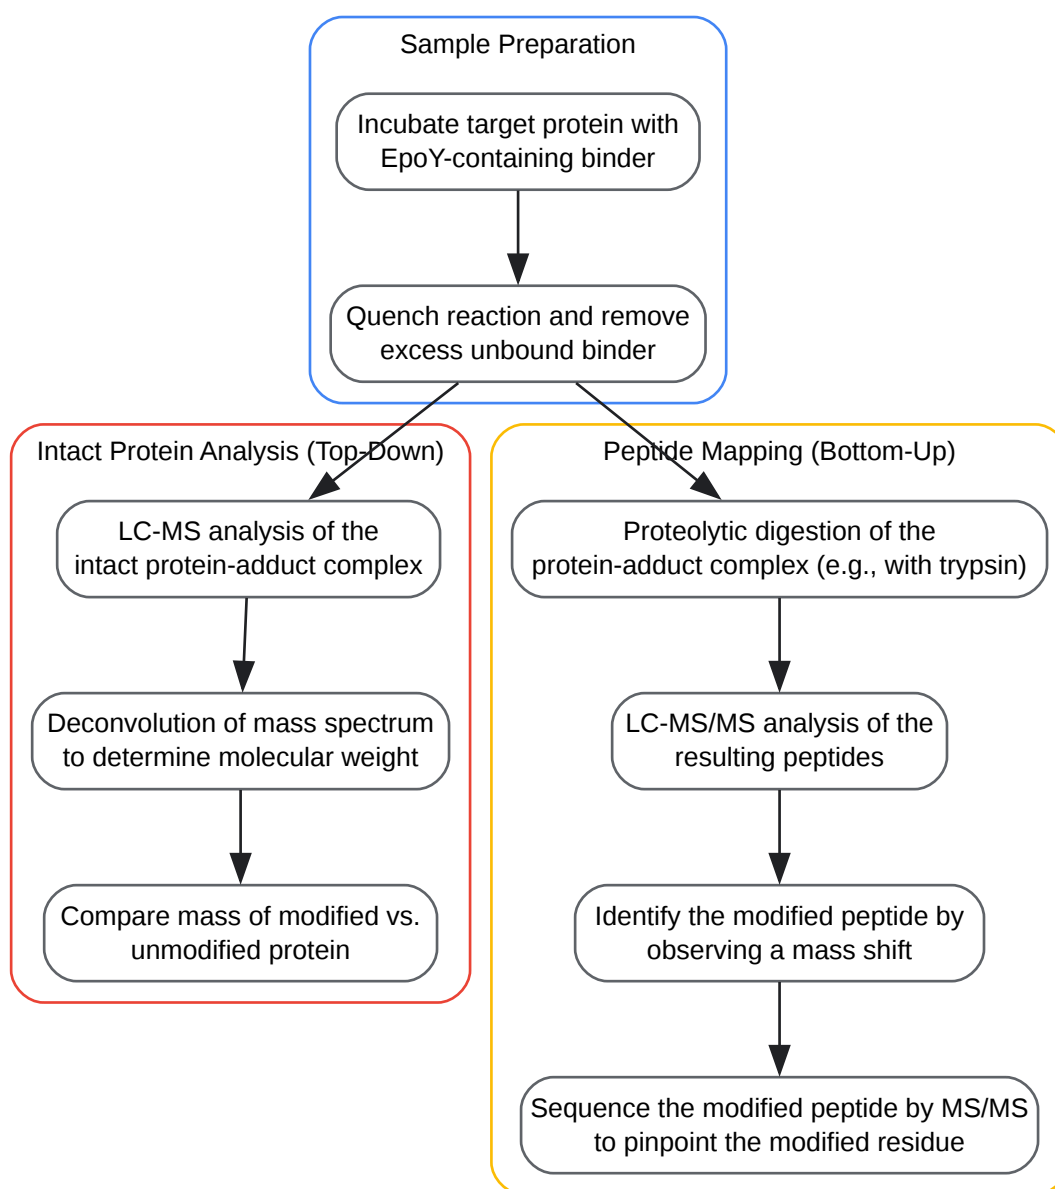 Sample Preparation
Incubate target protein with
EpoY-containing binder
Quench reaction and remove
excess unbound binder
Intact Protein Analysis (Top-Down)
LC-MS analysis of the
intact protein-adduct complex
Deconvolution of mass spectrum
to determine molecular weight
Compare mass of modified vs.
unmodified protein
Peptide Mapping (Bottom-Up)
Proteolytic digestion of the
protein-adduct complex (e.g., with trypsin)
LC-MS/MS analysis of the
resulting peptides
Identify the modified peptide by
observing a mass shift
Sequence the modified peptide by MS/MS
to pinpoint the modified residue